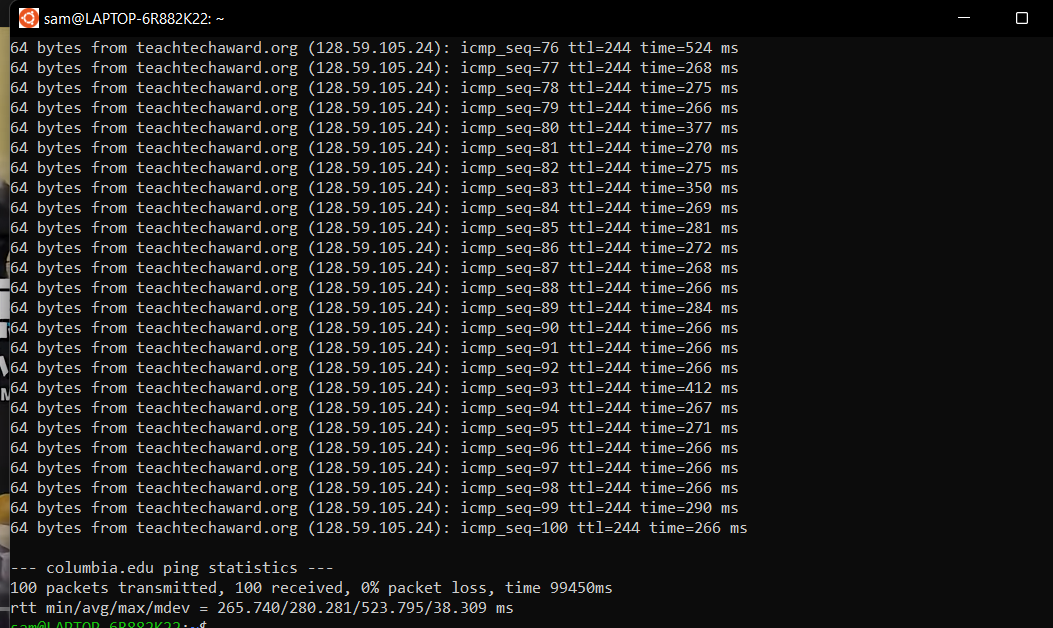 sam@LAPTOP-6R882K22: ~
64 bytes from teachtechaward.org (128.59.105.24): icmp_seq=76 ttl=244 time=524 ms
64 bytes from teachtechaward.org (128.59.105.24): icmp_seq=77 ttl=244 time=268 ms
64 bytes from teachtechaward.org (128.59.105.24): icmp_seq=78 ttl=244 time=275 ms
64 bytes from teachtechaward.org (128.59.105.24): icmp_seq=79 ttl=244 time=266 ms
64 bytes from teachtechaward.org (128.59.105.24): icmp_seq=80 ttl=244 time=377 ms
64 bytes from teachtechaward.org (128.59.105.24): icmp_seq=81 ttl=244 time=270 ms
64 bytes from teachtechaward.org (128.59.105.24): icmp_seq=82 ttl=244 time=275 ms
64 bytes from teachtechaward.org (128.59.105.24): icmp_seq=83 ttl=244 time=350 ms
64 bytes from teachtechaward.org (128.59.105.24): icmp_seq=84 ttl=244 time=269 ms
64 bytes from teachtechaward.org (128.59.105.24): icmp_seq=85 ttl=244 time=281 ms
64 bytes from teachtechaward.org (128.59.105.24): icmp_seq=86 ttl=244 time=272 ms
64 bytes from teachtechaward.org (128.59.105.24): icmp_seq=87 ttl=244 time=268 ms
64 bytes from teachtechaward.org (128.59.105.24): icmp_seq=88 ttl=244 time=266 ms
64 bytes from teachtechaward.org (128.59.105.24): icmp_seq=89 ttl=244 time=284 ms
64 bytes from teachtechaward.org (128.59.105.24): icmp_seq=90 ttl=244 time=266 ms
64 bytes from teachtechaward.org (128.59.105.24): icmp_seq=91 ttl=244 time=266 ms
64 bytes from teachtechaward.org (128.59.105.24): icmp_seq=92 ttl=244 time=266 ms
64 bytes from teachtechaward.org (128.59.105.24): icmp_seq=93 ttl=244 time=412 ms
64 bytes from teachtechaward.org (128.59.105.24): icmp_seq=94 ttl=244 time=267 ms
64 bytes from teachtechaward.org (128.59.105.24): icmp_seq=95 ttl=244 time=271 ms
64 bytes from teachtechaward.org (128.59.105.24): icmp_seq=96 ttl=244 time=266 ms
64 bytes from teachtechaward.org (128.59.105.24): icmp_seq=97 ttl=244 time=266 ms
64 bytes from teachtechaward.org (128.59.105.24): icmp_seq=98 ttl=244 time=266 ms
64 bytes from teachtechaward.org (128.59.105.24): icmp_seq=99 ttl=244 time=290 ms
64 bytes from teachtechaward.org (128.59.105.24): icmp_seq=100 ttl=244 time=266 ms
--- columbia.edu ping statistics ---
100 packets transmitted, 100 received, 0% packet loss, time 99450ms
rtt min/avg/max/mdev = 265.740/280.281/523.795/38.309 ms
sam@LAPTOP-6R882K22:~$